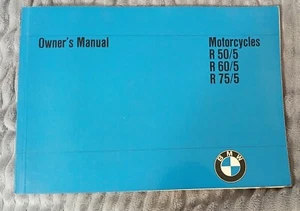 Owner's Manual
Motorcycles
R 50/5
R 60/5
R 75/5
BMW